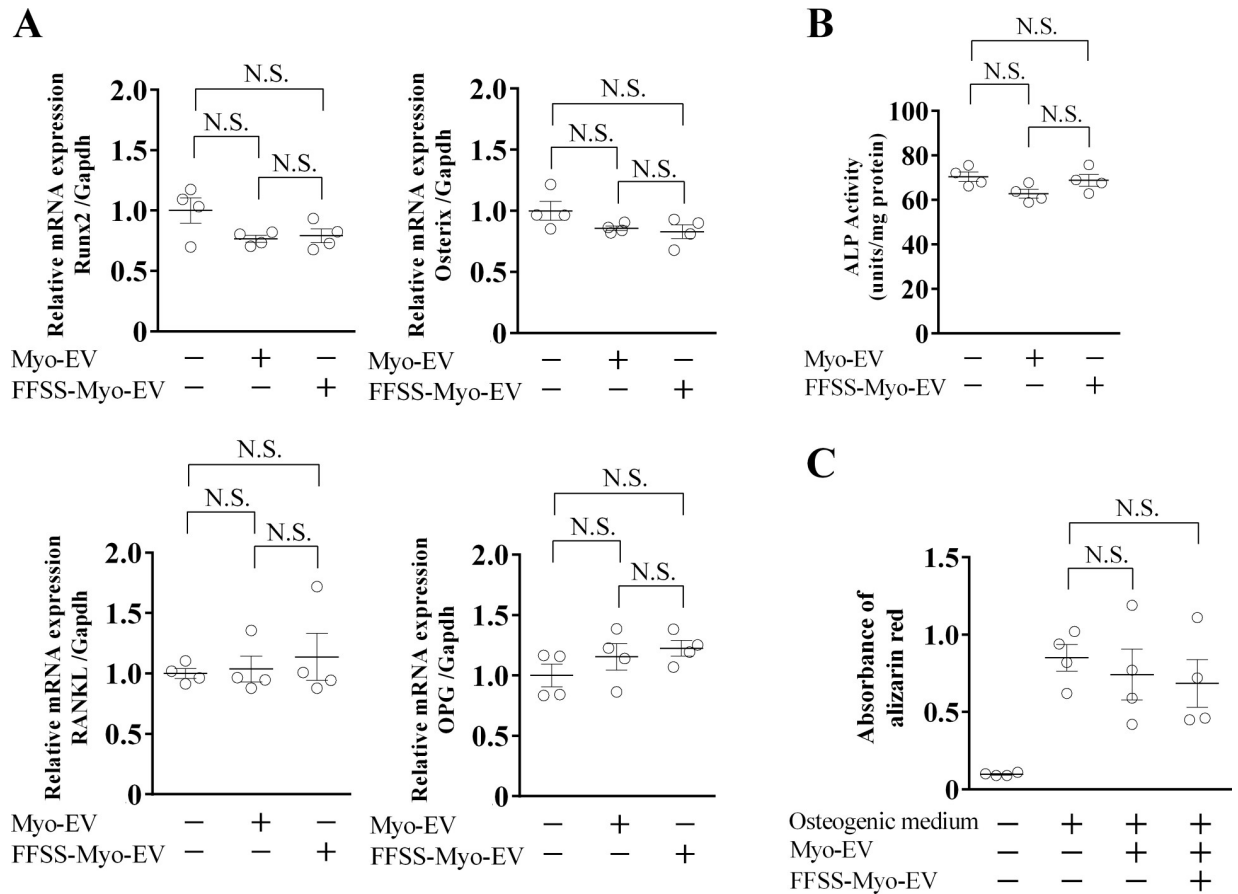 A
N.S.
N.S.
N.S.
2.0
1.5
1.0
0.5
0
Relative mRNA expression
Runx2 /Gapdh
Myo-EV − + −
FFSS-Myo-EV − − +
N.S.
N.S.
N.S.
2.0
1.5
1.0
0.5
0
Relative mRNA expression
Osterix /Gapdh
Myo-EV − + −
FFSS-Myo-EV − − +
N.S.
N.S.
N.S.
2.0
1.5
1.0
0.5
0
Relative mRNA expression
RANKL /Gapdh
Myo-EV − + −
FFSS-Myo-EV − − +
N.S.
N.S.
N.S.
2.0
1.5
1.0
0.5
0
Relative mRNA expression
OPG /Gapdh
Myo-EV − + −
FFSS-Myo-EV − − +
B
N.S.
N.S.
N.S.
100
80
60
40
20
0
ALP Activity
(units/mg protein)
Myo-EV − + −
FFSS-Myo-EV − − +
C
N.S.
N.S.
1.5
1.0
0.5
0
Absorbance of
alizarin red
Osteogenic medium − + + +
Myo-EV − − + +
FFSS-Myo-EV − − − +